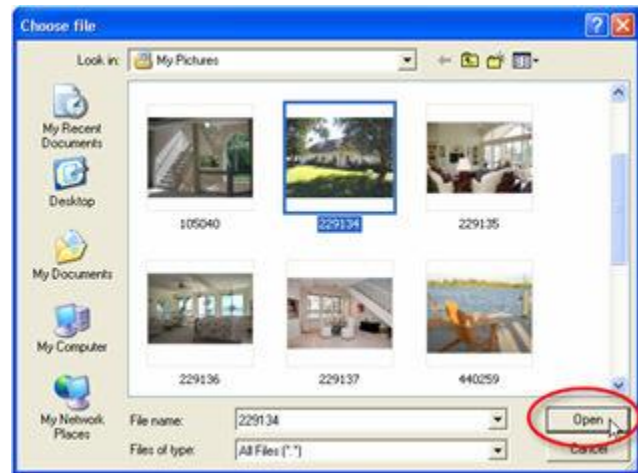 Choose file
Look in: My Pictures
My Recent
Documents
Desktop
My Documents
My Computer
My Network
Places
105040 229134 229135
229136 229137 440259
File name: 229134 Open
Files of type: All Files (*.*) Cancel